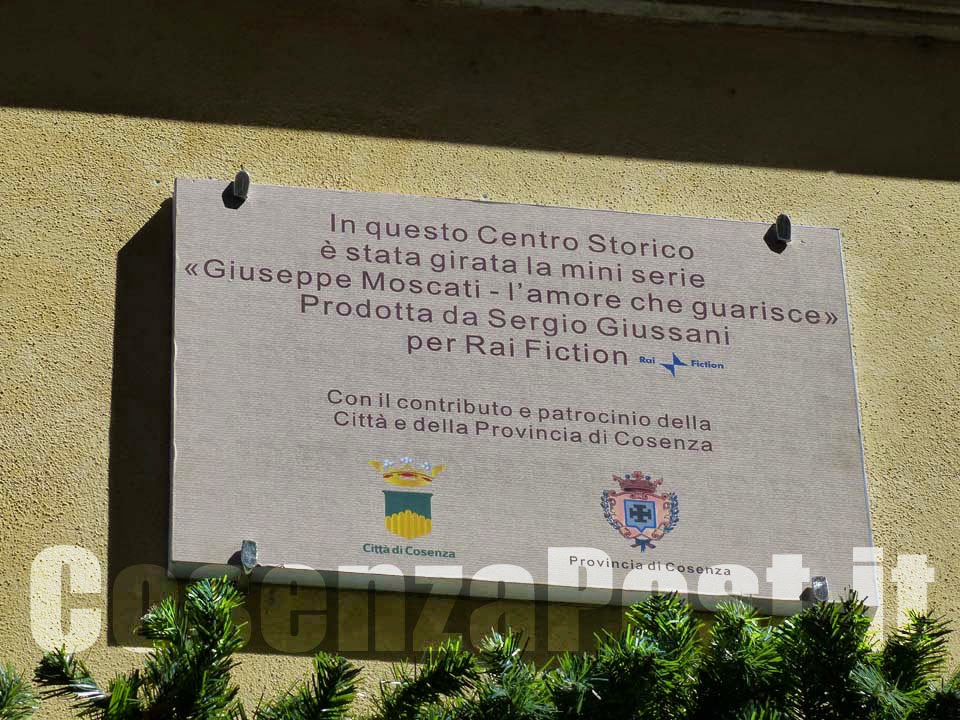 In questo Centro Storico
è stata girata la mini serie
«Giuseppe Moscati - l'amore che guarisce»
Prodotta da Sergio Giussani
per Rai Fiction Rai Fiction
Con il contributo e patrocinio della
Città e della Provincia di Cosenza
Città di Cosenza
Provincia di Cosenza
CosenzaPost.it